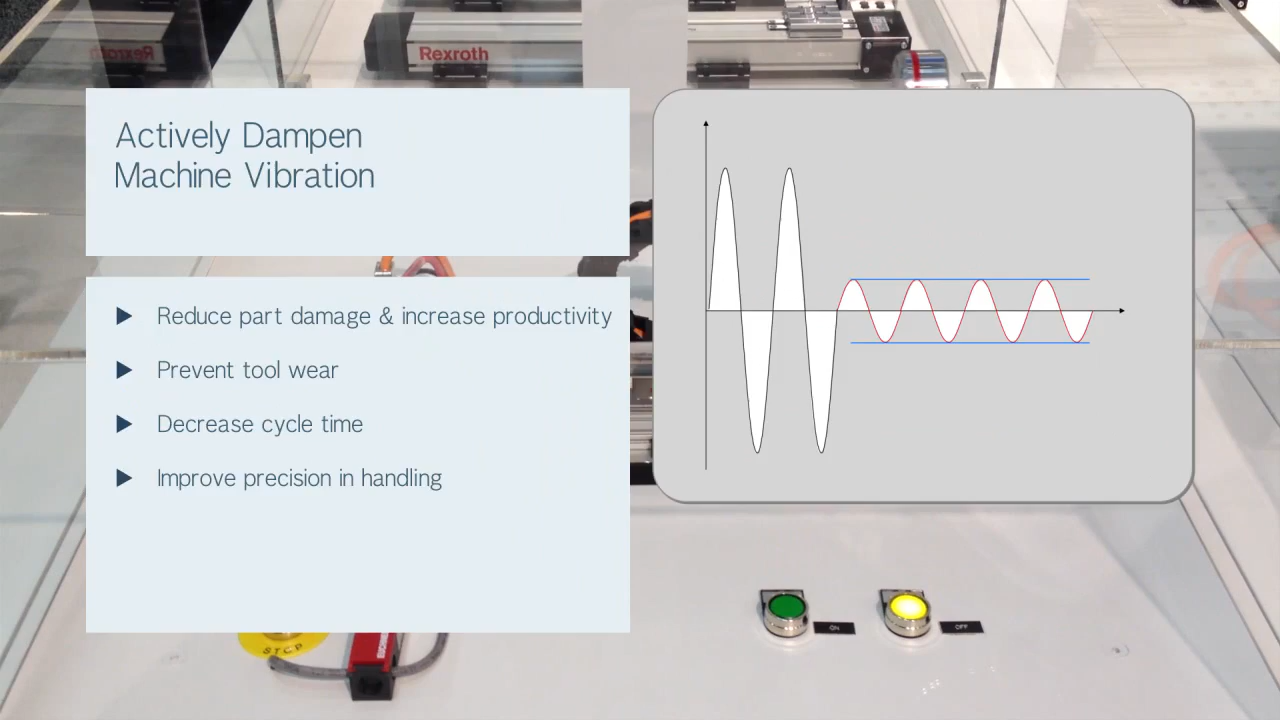 Rexroth
Rexroth
Actively Dampen
Machine Vibration
Reduce part damage & increase productivity
Prevent tool wear
Decrease cycle time
Improve precision in handling
ON
OFF
STOP